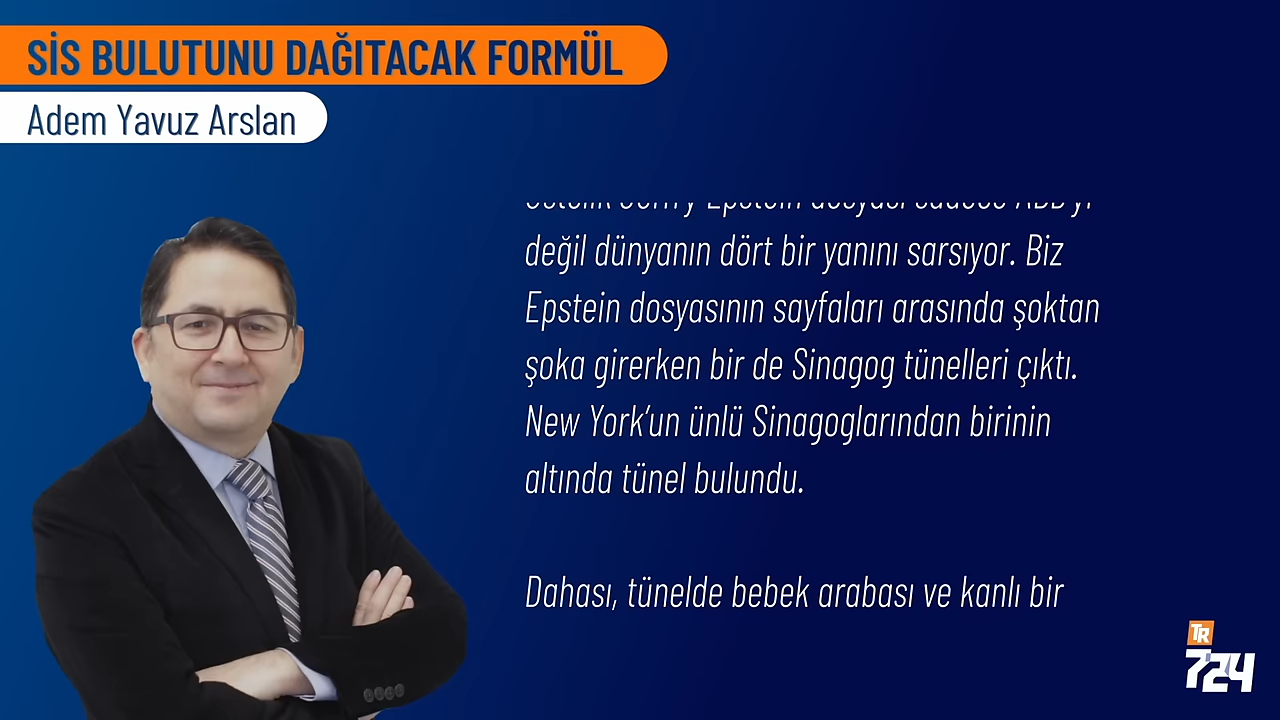 SİS BULUTUNU DAĞITACAK FORMÜL
Adem Yavuz Arslan
değil dünyanın dört bir yanını sarsıyor. Biz
Epstein dosyasının sayfaları arasında şoktan
şoka girerken bir de Sinagog tünelleri çıktı.
New York'un ünlü Sinagoglarından birinin
altında tünel bulundu.
Dahası, tünelde bebek arabası ve kanlı bir
TR
724